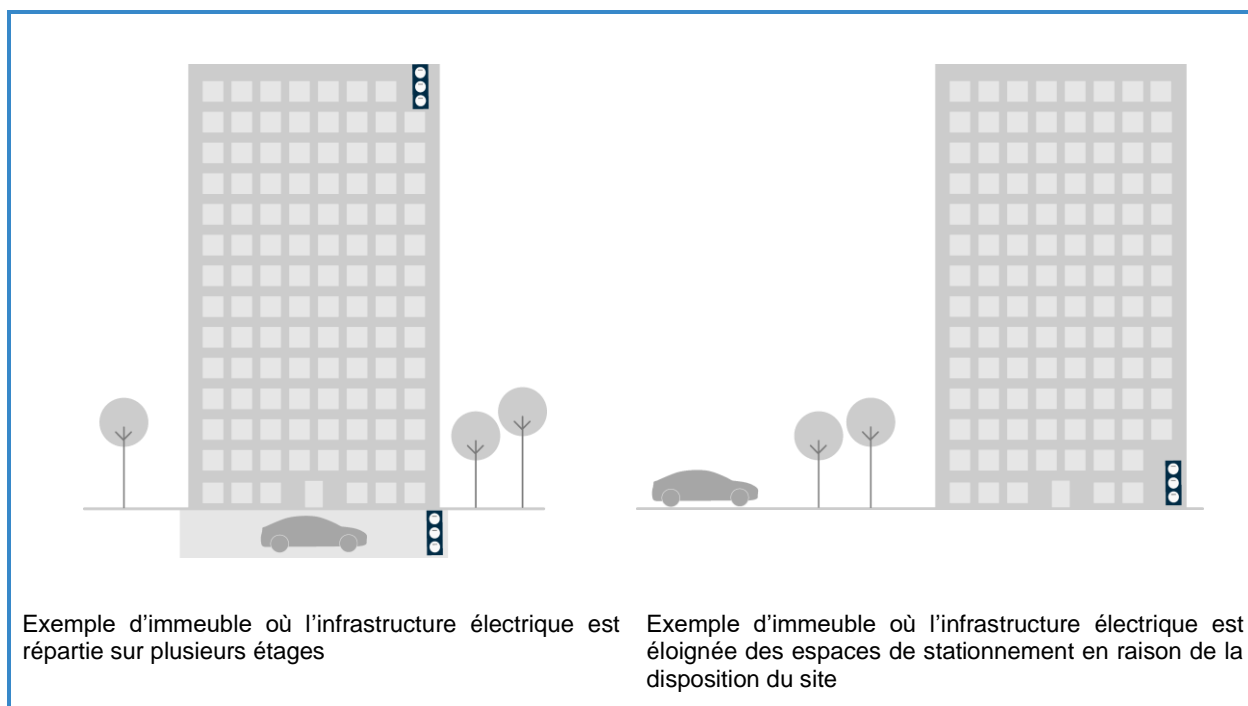 Exemple d’immeuble où l’infrastructure électrique est
répartie sur plusieurs étages
Exemple d’immeuble où l’infrastructure électrique est
éloignée des espaces de stationnement en raison de la
disposition du site